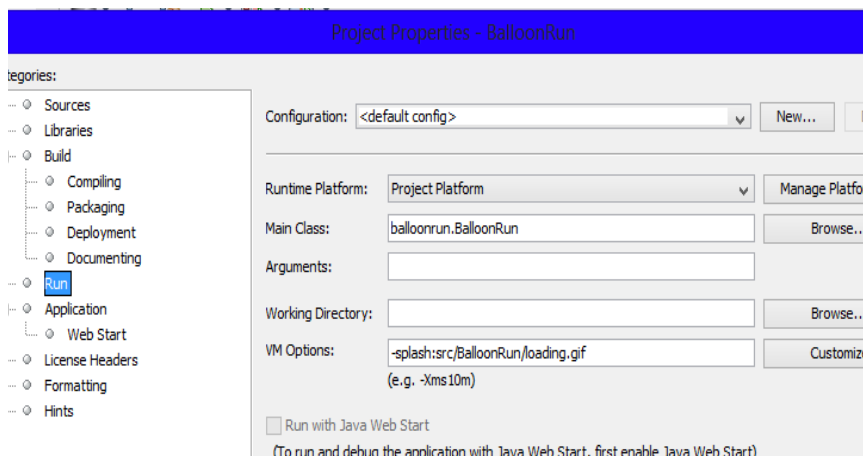 Project Properties - BalloonRun
tegories:
Sources
Libraries
Build
Compiling
Packaging
Deployment
Documenting
Run
Application
Web Start
License Headers
Formatting
Hints
Configuration: <default config> New...
Runtime Platform: Project Platform Manage Platfo
Main Class: balloonrun.BalloonRun Browse..
Arguments:
Working Directory: Browse..
VM Options: -splash:src/BalloonRun/loading.gif Customize
(e.g. -Xms10m)
Run with Java Web Start
(To run and debug the application with Java Web Start, first enable Java Web Start)